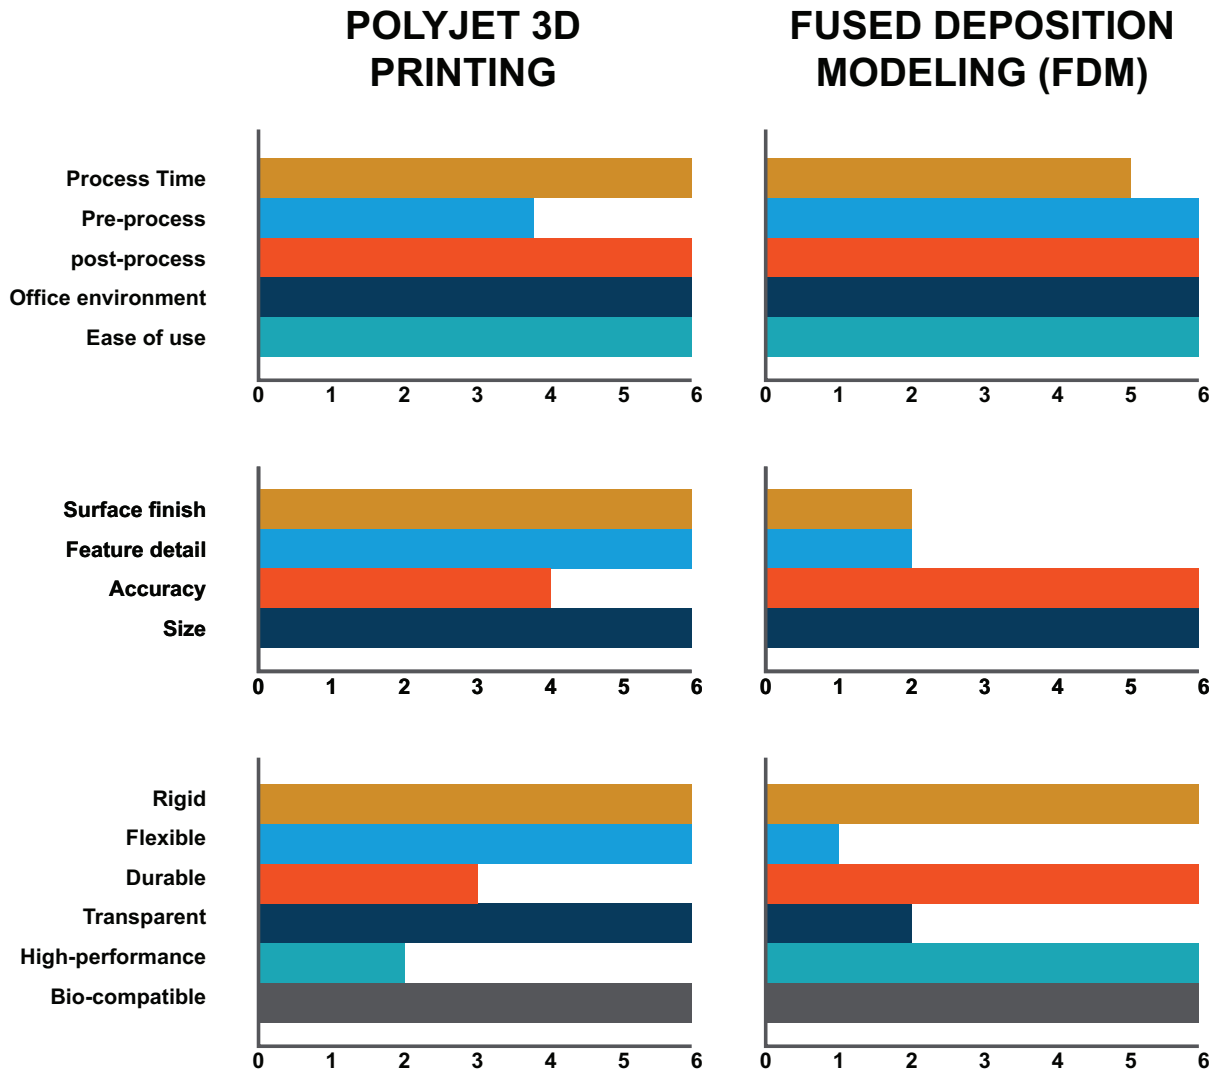 POLYJET 3D
PRINTING
FUSED DEPOSITION
MODELING (FDM)
Process Time
Pre-process
post-process
Office environment
Ease of use
0 1 2 3 4 5 6
0 1 2 3 4 5 6
Surface finish
Feature detail
Accuracy
Size
0 1 2 3 4 5 6
0 1 2 3 4 5 6
Rigid
Flexible
Durable
Transparent
High-performance
Bio-compatible
0 1 2 3 4 5 6
0 1 2 3 4 5 6